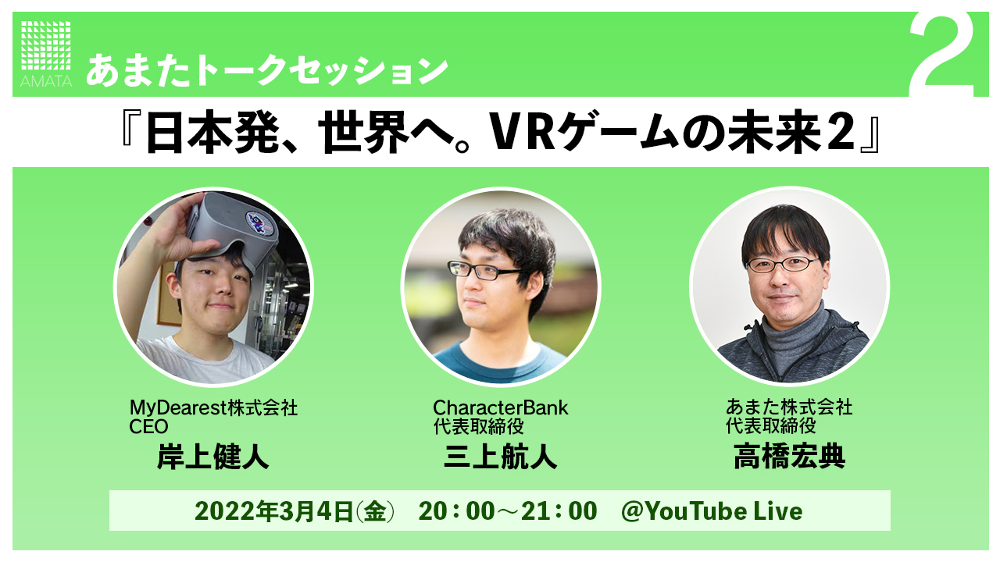 AMATA
あまたトークセッション
2
『日本発、世界へ。VRゲームの未来2』
MyDearest株式会社
CEO
岸上健人
CharacterBank
代表取締役
三上航人
あまた株式会社
代表取締役
高橋宏典
2022年3月4日(金) 20:00～21:00 @YouTube Live